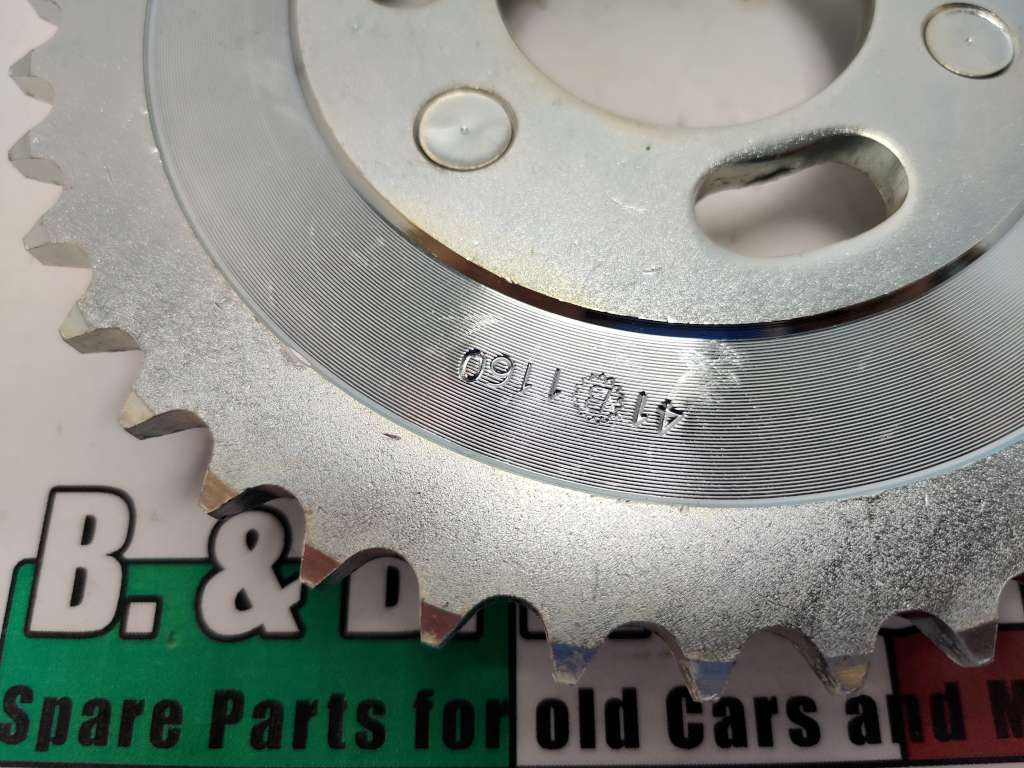 41 B 1160
B. &
Spare Parts for old Cars and